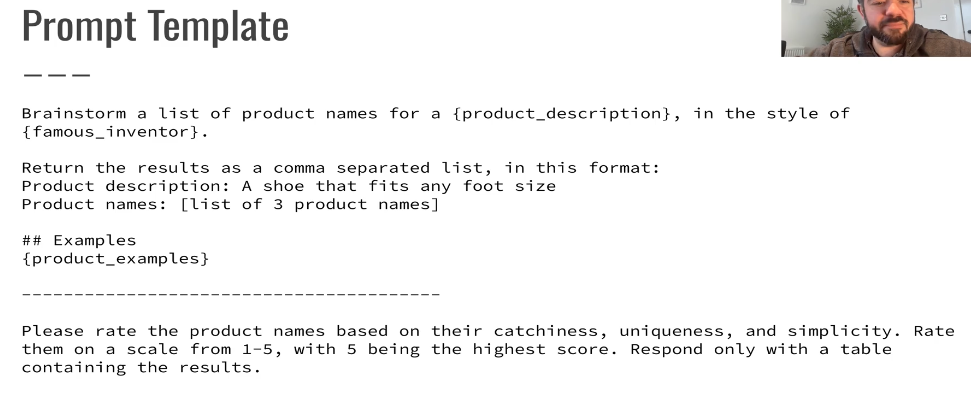 Prompt Template
———
Brainstorm a list of product names for a {product_description}, in the style of
{famous_inventor}.
Return the results as a comma separated list, in this format:
Product description: A shoe that fits any foot size
Product names: [list of 3 product names]
## Examples
{product_examples}
----------------------------------------
Please rate the product names based on their catchiness, uniqueness, and simplicity. Rate
them on a scale from 1-5, with 5 being the highest score. Respond only with a table
containing the results.